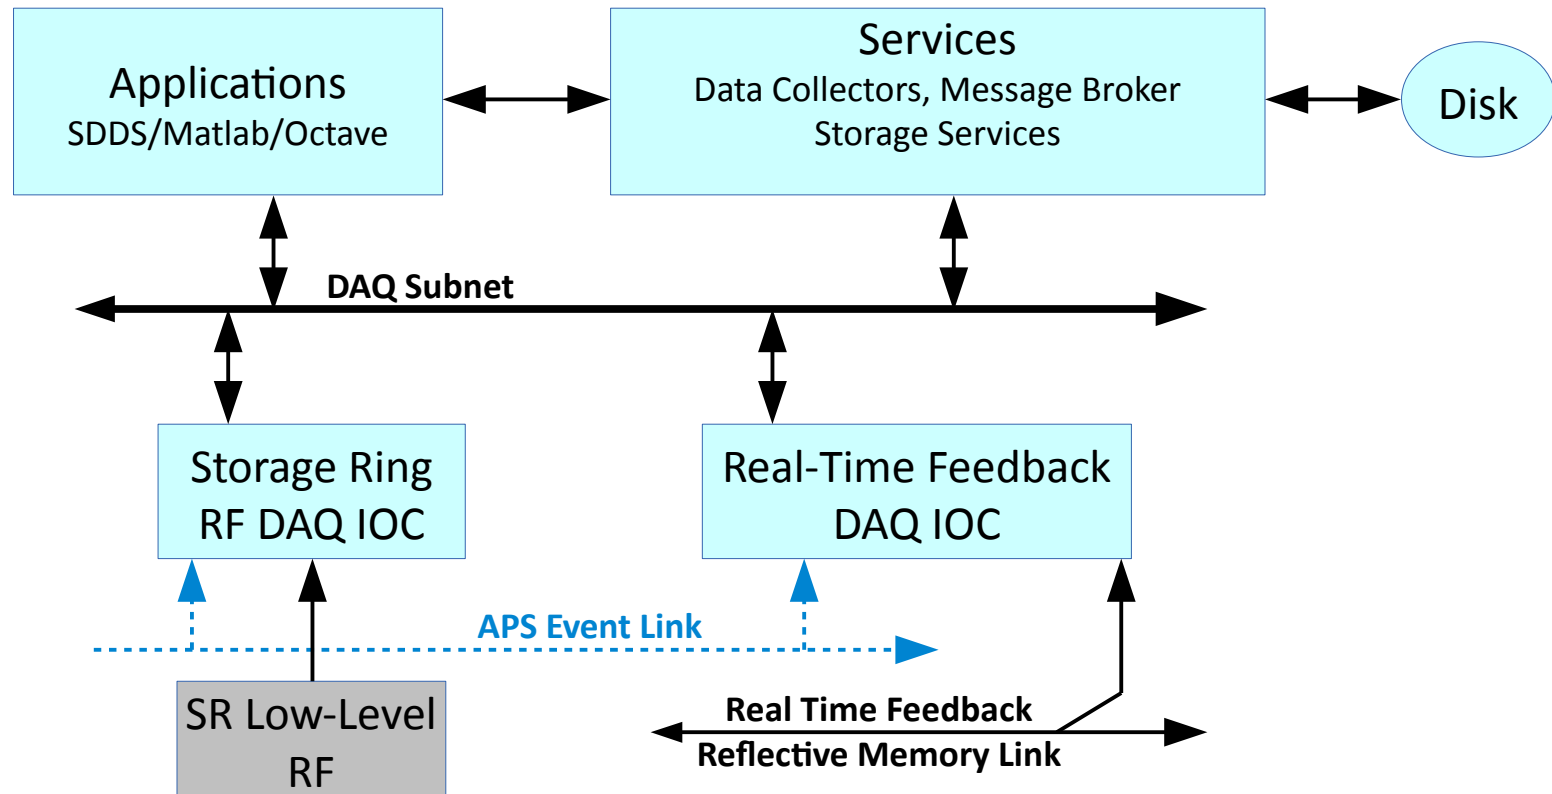 Applications
SDDS/Matlab/Octave
Services
Data Collectors, Message Broker
Storage Services
Disk
DAQ Subnet
Storage Ring
RF DAQ IOC
Real-Time Feedback
DAQ IOC
APS Event Link
SR Low-Level
RF
Real Time Feedback
Reflective Memory Link